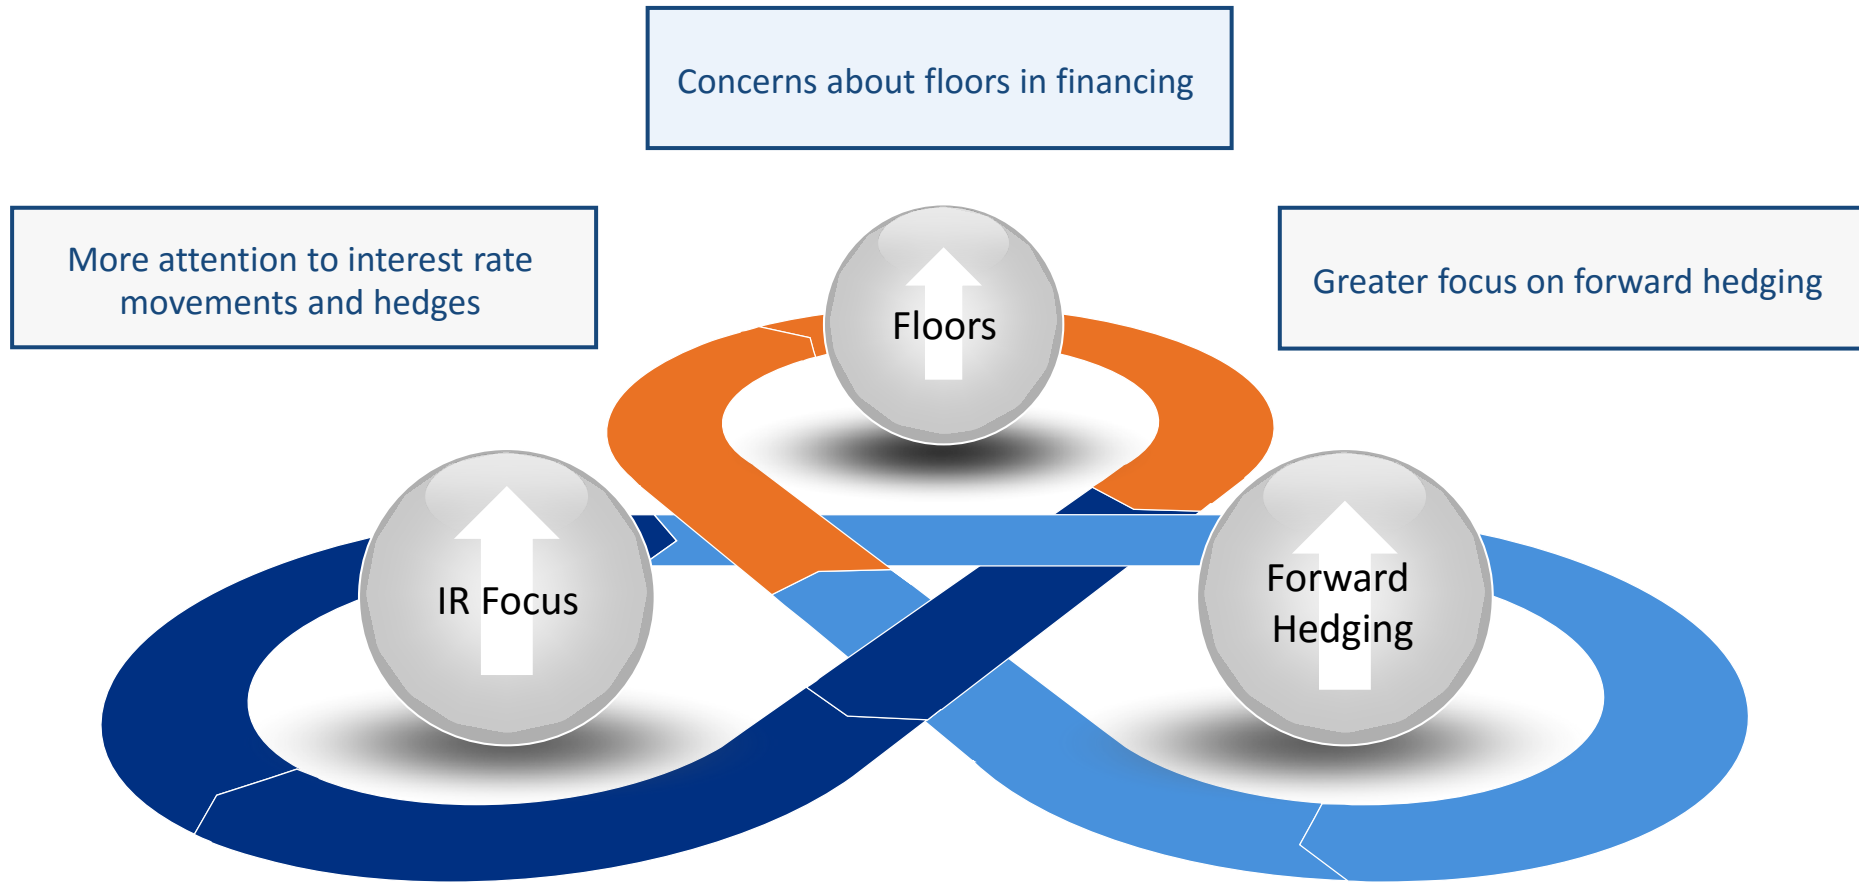 Concerns about floors in financing
More attention to interest rate
movements and hedges
Greater focus on forward hedging
Floors
IR Focus
Forward
Hedging